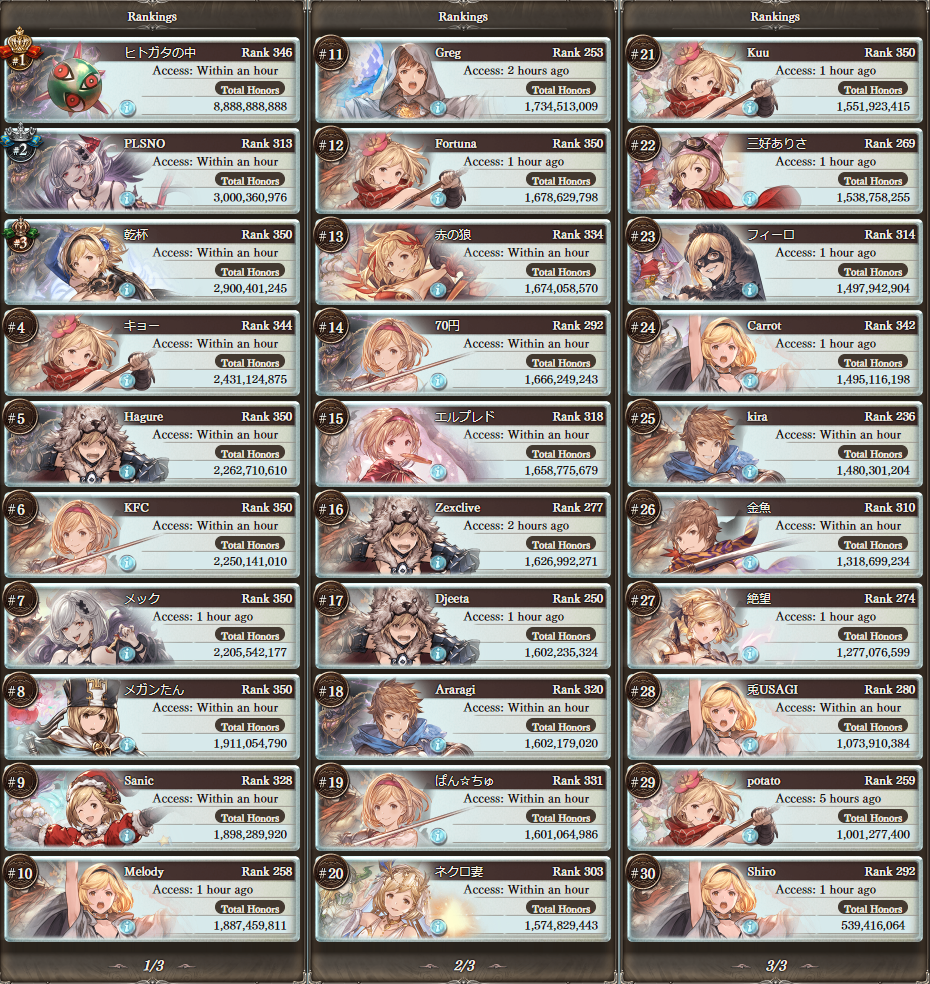 Rankings
#1
ヒトガタの中 Rank 346
Access: Within an hour
Total Honors
8,888,888,888
#2
PLSNO Rank 313
Access: Within an hour
Total Honors
3,000,360,976
#3
乾杯 Rank 350
Access: Within an hour
Total Honors
2,900,401,245
#4
キョー Rank 344
Access: Within an hour
Total Honors
2,431,124,875
#5
Hagure Rank 350
Access: Within an hour
Total Honors
2,262,710,610
#6
KFC Rank 350
Access: Within an hour
Total Honors
2,250,141,010
#7
メック Rank 350
Access: 1 hour ago
Total Honors
2,205,542,177
#8
メガンたん Rank 350
Access: Within an hour
Total Honors
1,911,054,790
#9
Sanic Rank 328
Access: Within an hour
Total Honors
1,898,289,920
#10
Melody Rank 258
Access: 1 hour ago
Total Honors
1,887,459,811
1/3
Rankings
#11
Greg Rank 253
Access: 2 hours ago
Total Honors
1,734,513,009
#12
Fortuna Rank 350
Access: 1 hour ago
Total Honors
1,678,629,798
#13
赤の狼 Rank 334
Access: Within an hour
Total Honors
1,674,058,570
#14
70円 Rank 292
Access: Within an hour
Total Honors
1,666,249,243
#15
エルプレド Rank 318
Access: Within an hour
Total Honors
1,658,775,679
#16
Zexclive Rank 277
Access: 2 hours ago
Total Honors
1,626,992,271
#17
Djeeta Rank 250
Access: 1 hour ago
Total Honors
1,602,235,324
#18
Araragi Rank 320
Access: Within an hour
Total Honors
1,602,179,020
#19
ぱん☆ちゅ Rank 331
Access: Within an hour
Total Honors
1,601,064,986
#20
ネクロ妻 Rank 303
Access: Within an hour
Total Honors
1,574,829,443
2/3
Rankings
#21
Kuu Rank 350
Access: 1 hour ago
Total Honors
1,551,923,415
#22
三好ありさ Rank 269
Access: 1 hour ago
Total Honors
1,538,758,255
#23
フィーロ Rank 314
Access: 1 hour ago
Total Honors
1,497,942,904
#24
Carrot Rank 342
Access: 1 hour ago
Total Honors
1,495,116,198
#25
kira Rank 236
Access: Within an hour
Total Honors
1,480,301,204
#26
金魚 Rank 310
Access: Within an hour
Total Honors
1,318,699,234
#27
絶望 Rank 274
Access: 1 hour ago
Total Honors
1,277,076,599
#28
兎USAGI Rank 280
Access: Within an hour
Total Honors
1,073,910,384
#29
potato Rank 259
Access: 5 hours ago
Total Honors
1,001,277,400
#30
Shiro Rank 292
Access: 1 hour ago
Total Honors
539,416,064
3/3